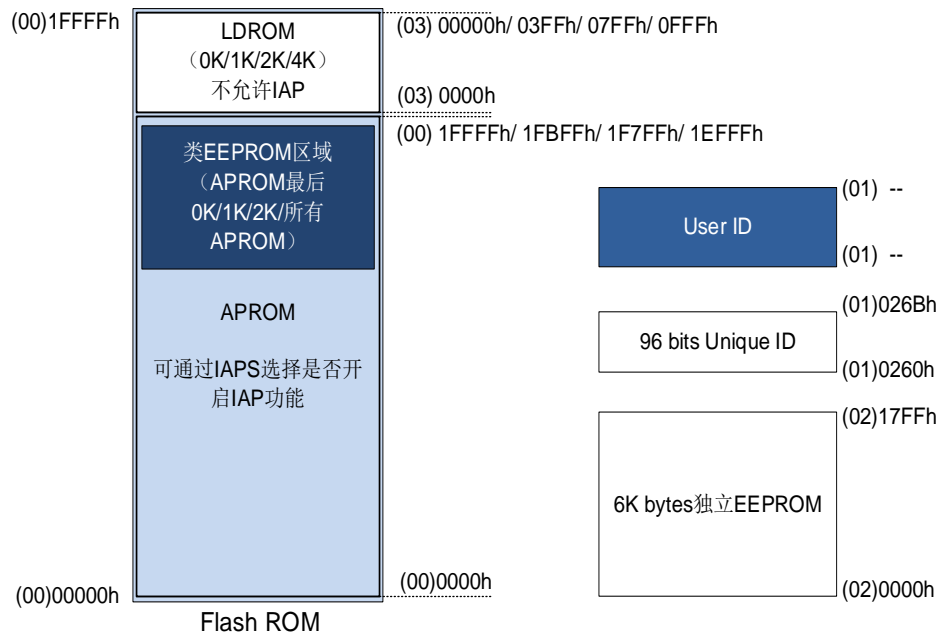 (00)1FFFFh
LDROM
（0K/1K/2K/4K）
不允许IAP
(03) 00000h/ 03FFh/ 07FFh/ 0FFFh
(03) 0000h
(00) 1FFFFh/ 1FBFFh/ 1F7FFh/ 1EFFFh
类EEPROM区域
（APROM最后
0K/1K/2K/所有
APROM）
APROM
可通过IAPS选择是否开
启IAP功能
(00)0000h
(00)00000h
Flash ROM
(01) --
User ID
(01) --
(01)026Bh
96 bits Unique ID
(01)0260h
(02)17FFh
6K bytes独立EEPROM
(02)0000h